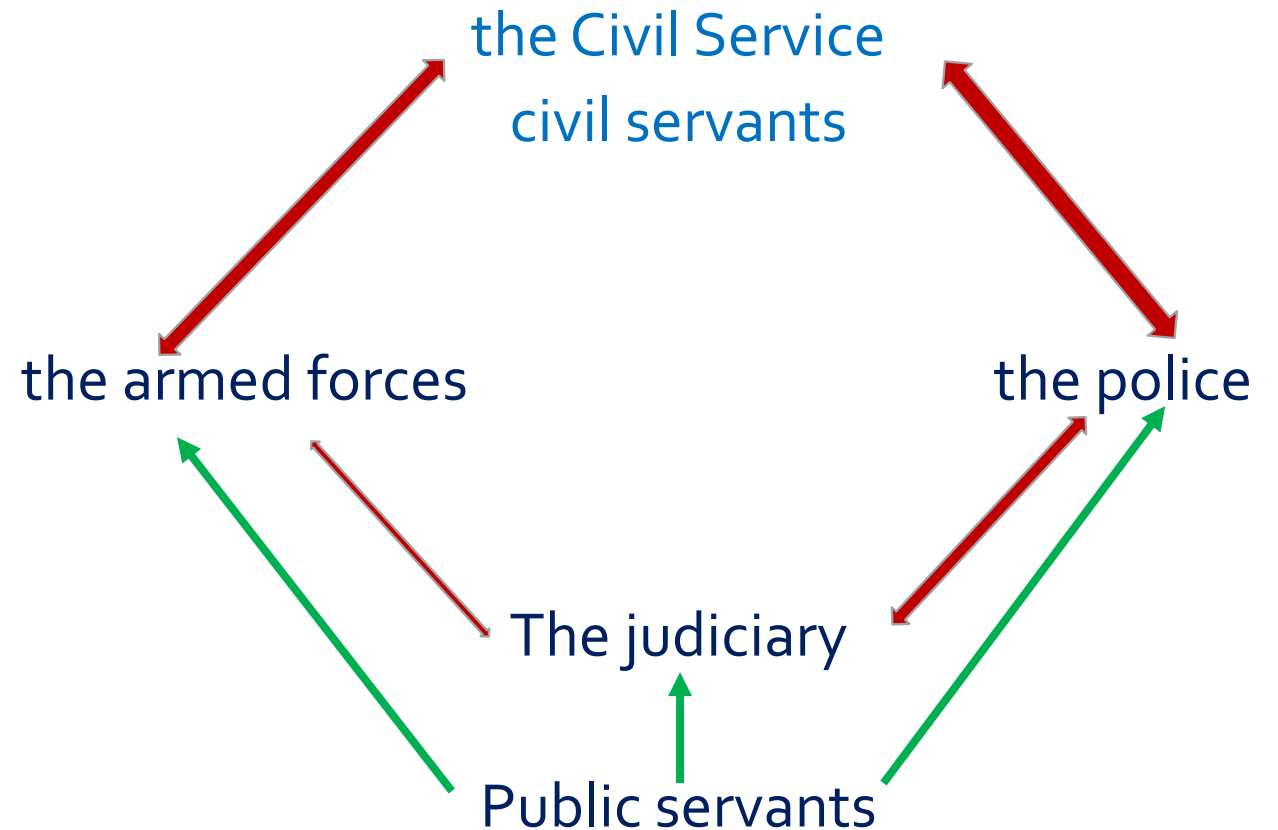 the Civil Service
civil servants
the armed forces
the police
The judiciary
Public servants